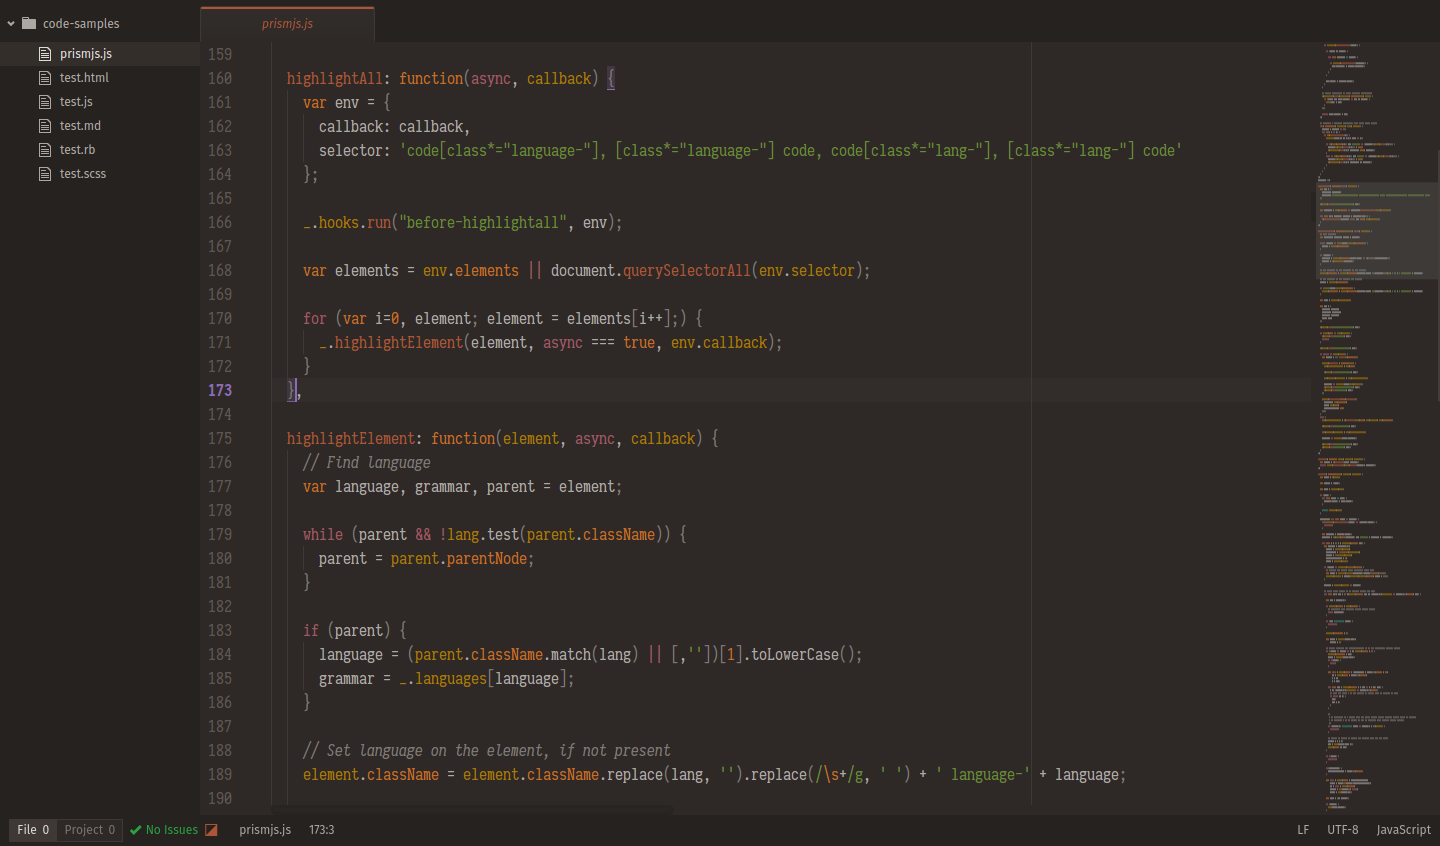 code-samples
prismjs.js
test.html
test.js
test.md
test.rb
test.scss
prismjs.js
159
160 highlightAll: function(async, callback) {
161 var env = {
162 callback: callback,
163 selector: 'code[class*="language-"], [class*="language-"] code, code[class*="lang-"], [class*="lang-"] code'
164 };
165
166 _.hooks.run("before-highlightall", env);
167
168 var elements = env.elements || document.querySelectorAll(env.selector);
169
170 for (var i=0, element; element = elements[i++];) {
171 _.highlightElement(element, async === true, env.callback);
172 }
173 },
174
175 highlightElement: function(element, async, callback) {
176 // Find language
177 var language, grammar, parent = element;
178
179 while (parent && !lang.test(parent.className)) {
180 parent = parent.parentNode;
181 }
182
183 if (parent) {
184 language = (parent.className.match(lang) || [,''])[1].toLowerCase();
185 grammar = _.languages[language];
186 }
187
188 // Set language on the element, if not present
189 element.className = element.className.replace(lang, '').replace(/\s+/g, ' ') + ' language-' + language;
190
File 0 Project 0 No Issues prismjs.js 173:3 LF UTF-8 JavaScript